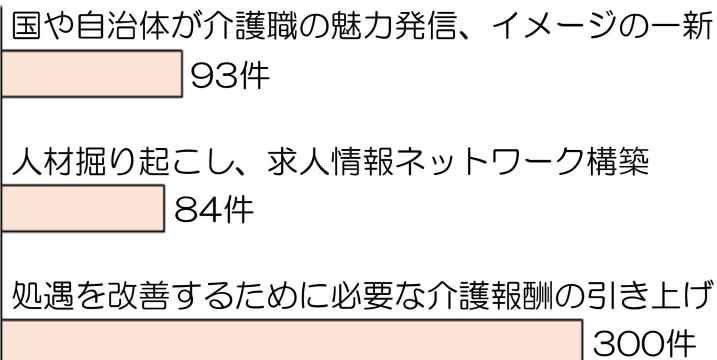 国や自治体が介護職の魅力発信、イメージの一新
93件
人材掘り起こし、求人情報ネットワーク構築
84件
処遇を改善するために必要な介護報酬の引き上げ
300件